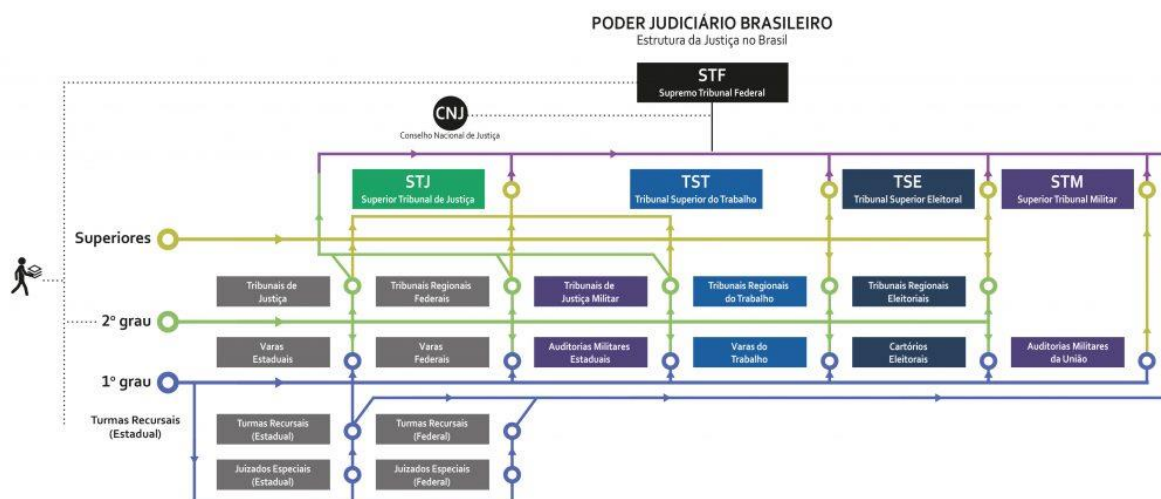 PODER JUDICIÁRIO BRASILEIRO
Estrutura da Justiça no Brasil
STF
Supremo Tribunal Federal
CNJ
Conselho Nacional de Justiça
STJ
Superior Tribunal de Justiça
TST
Tribunal Superior do Trabalho
TSE
Tribunal Superior Eleitoral
STM
Superior Tribunal Militar
Superiores
Tribunais de
Justiça
Tribunais Regionais
Federais
Tribunais de
Justiça Militar
Tribunais Regionais
do Trabalho
Tribunais Regionais
Eleitoriais
2º grau
Varas
Estaduais
Varas
Federais
Auditorias Militares
Estaduais
Varas do
Trabalho
Cartórios
Eleitorais
Auditorias Militares
da União
1º grau
Turmas Recursais
(Estadual)
Turmas Recursais
(Estadual)
Turmas Recursais
(Federal)
Juizados Especiais
(Estadual)
Juizados Especiais
(Federal)